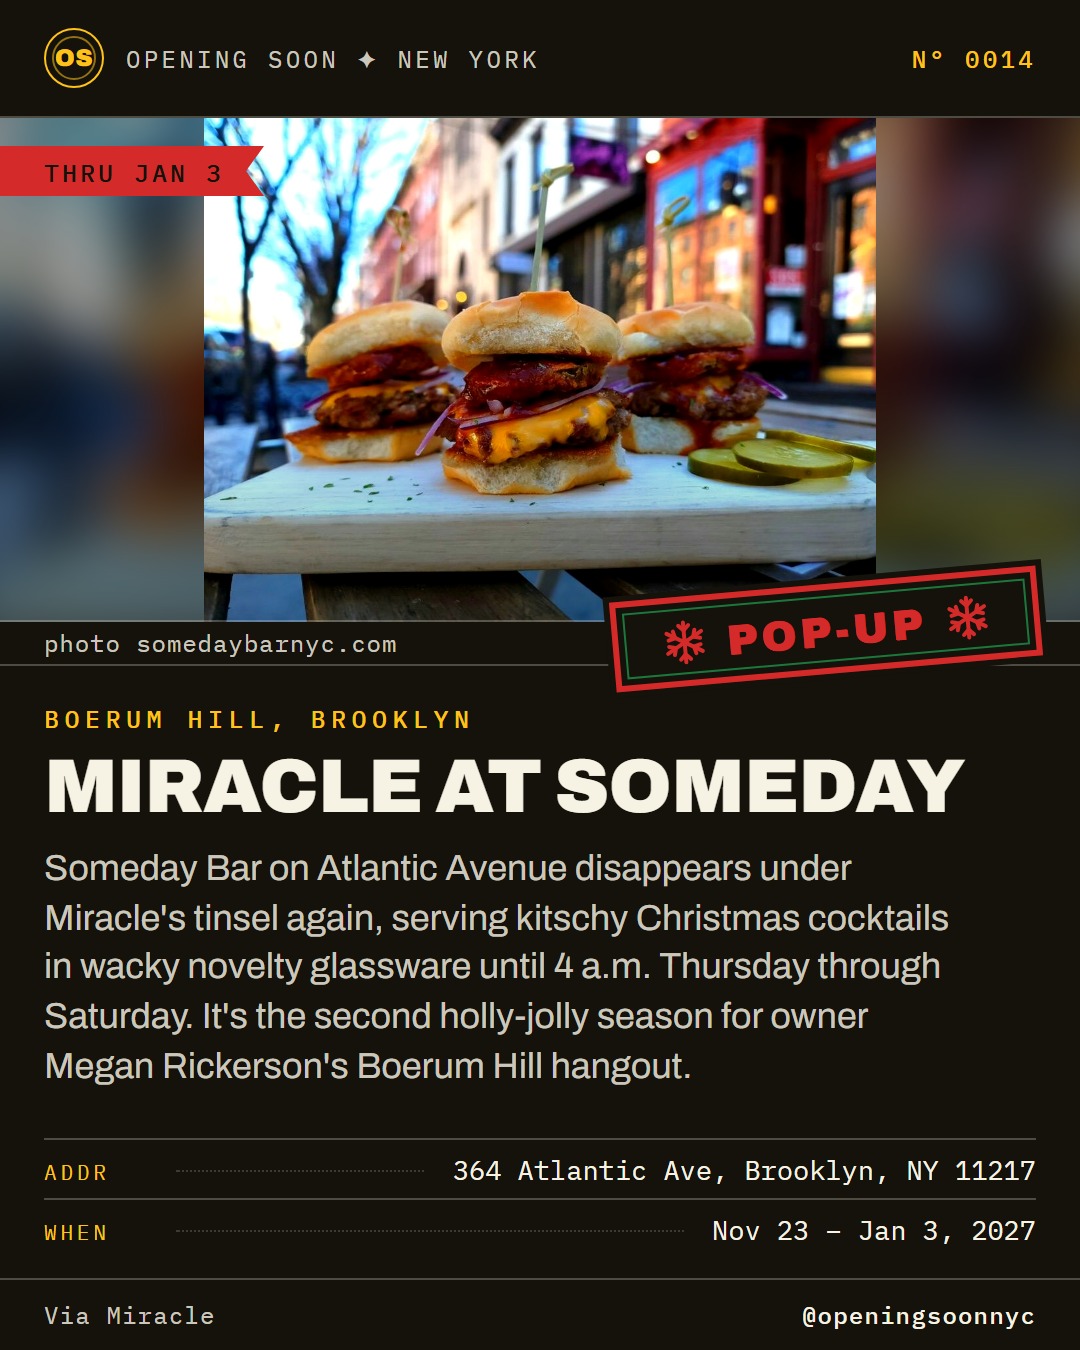 OS OPENING SOON ✦ NEW YORK N° 0014
THRU JAN 3
photo somedaybarnyc.com
❄ POP-UP ❄
BOERUM HILL, BROOKLYN
MIRACLE AT SOMEDAY
Someday Bar on Atlantic Avenue disappears under
Miracle's tinsel again, serving kitschy Christmas cocktails
in wacky novelty glassware until 4 a.m. Thursday through
Saturday. It's the second holly-jolly season for owner
Megan Rickerson's Boerum Hill hangout.
ADDR 364 Atlantic Ave, Brooklyn, NY 11217
WHEN Nov 23 – Jan 3, 2027
Via Miracle @openingsoonnyc